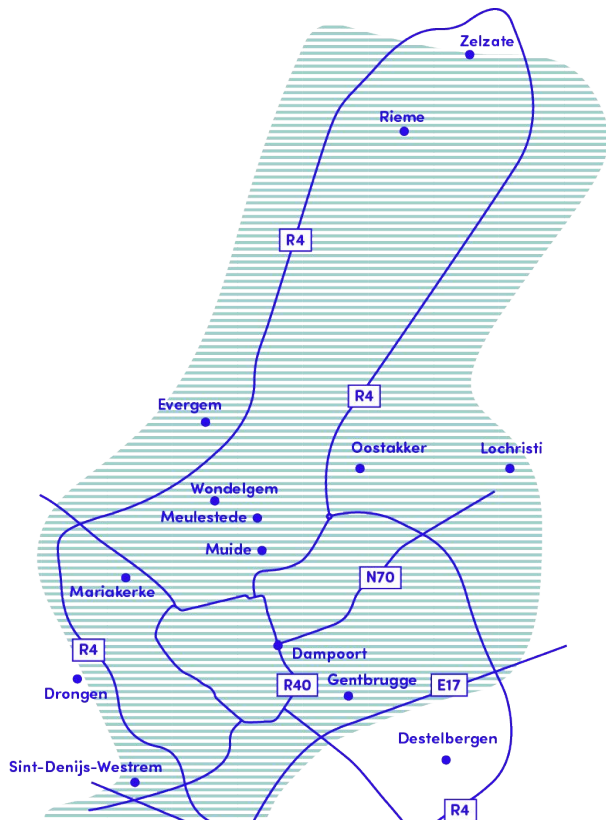 Zelzate
Rieme
R4
R4
Evergem
Oostakker
Lochristi
Wondelgem
Meulestede
Muide
N70
Mariakerke
R4
Dampoort
Drongen
R40
Gentbrugge
E17
Destelbergen
Sint-Denijs-Westrem
R4